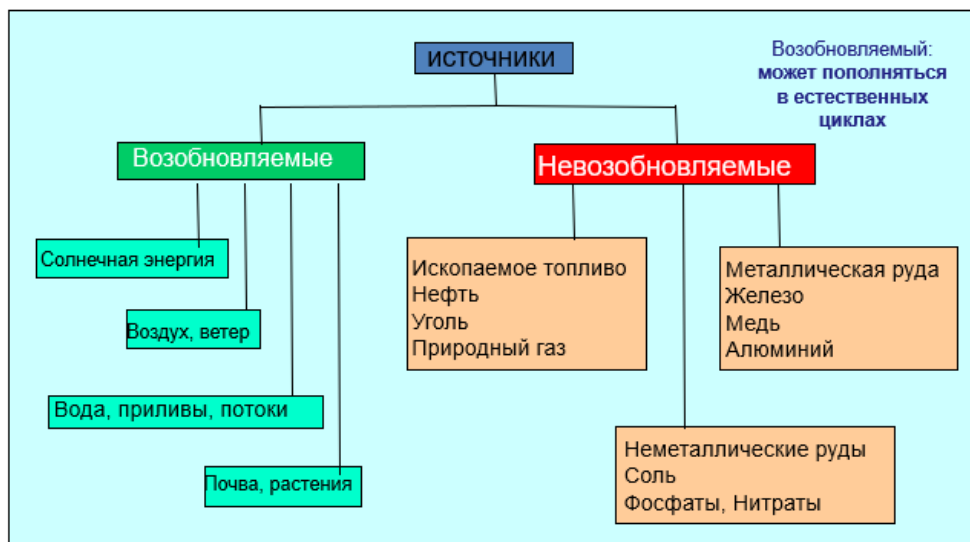 источники
Возобновляемый:
может пополняться
в естественных
циклах
Возобновляемые
Невозобновляемые
Солнечная энергия
Воздух, ветер
Вода, приливы, потоки
Почва, растения
Ископаемое топливо
Нефть
Уголь
Природный газ
Металлическая руда
Железо
Медь
Алюминий
Неметаллические руды
Соль
Фосфаты, Нитраты